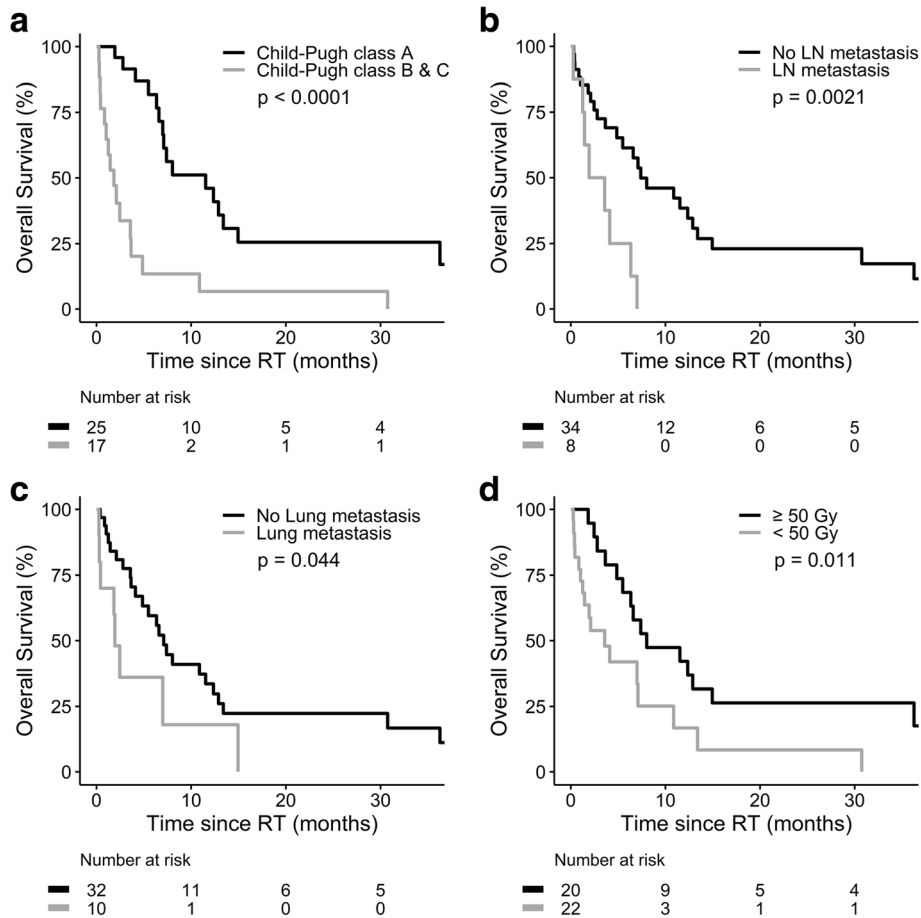 a
100
75
50
25
0
Overall Survival (%)
Child-Pugh class A
Child-Pugh class B & C
p < 0.0001
0 10 20 30
Time since RT (months)
Number at risk
25 10 5 4
17 2 1 1
b
100
75
50
25
0
Overall Survival (%)
No LN metastasis
LN metastasis
p = 0.0021
0 10 20 30
Time since RT (months)
Number at risk
34 12 6 5
8 0 0 0
c
100
75
50
25
0
Overall Survival (%)
No Lung metastasis
Lung metastasis
p = 0.044
0 10 20 30
Time since RT (months)
Number at risk
32 11 6 5
10 1 0 0
d
100
75
50
25
0
Overall Survival (%)
≥ 50 Gy
< 50 Gy
p = 0.011
0 10 20 30
Time since RT (months)
Number at risk
20 9 5 4
22 3 1 1